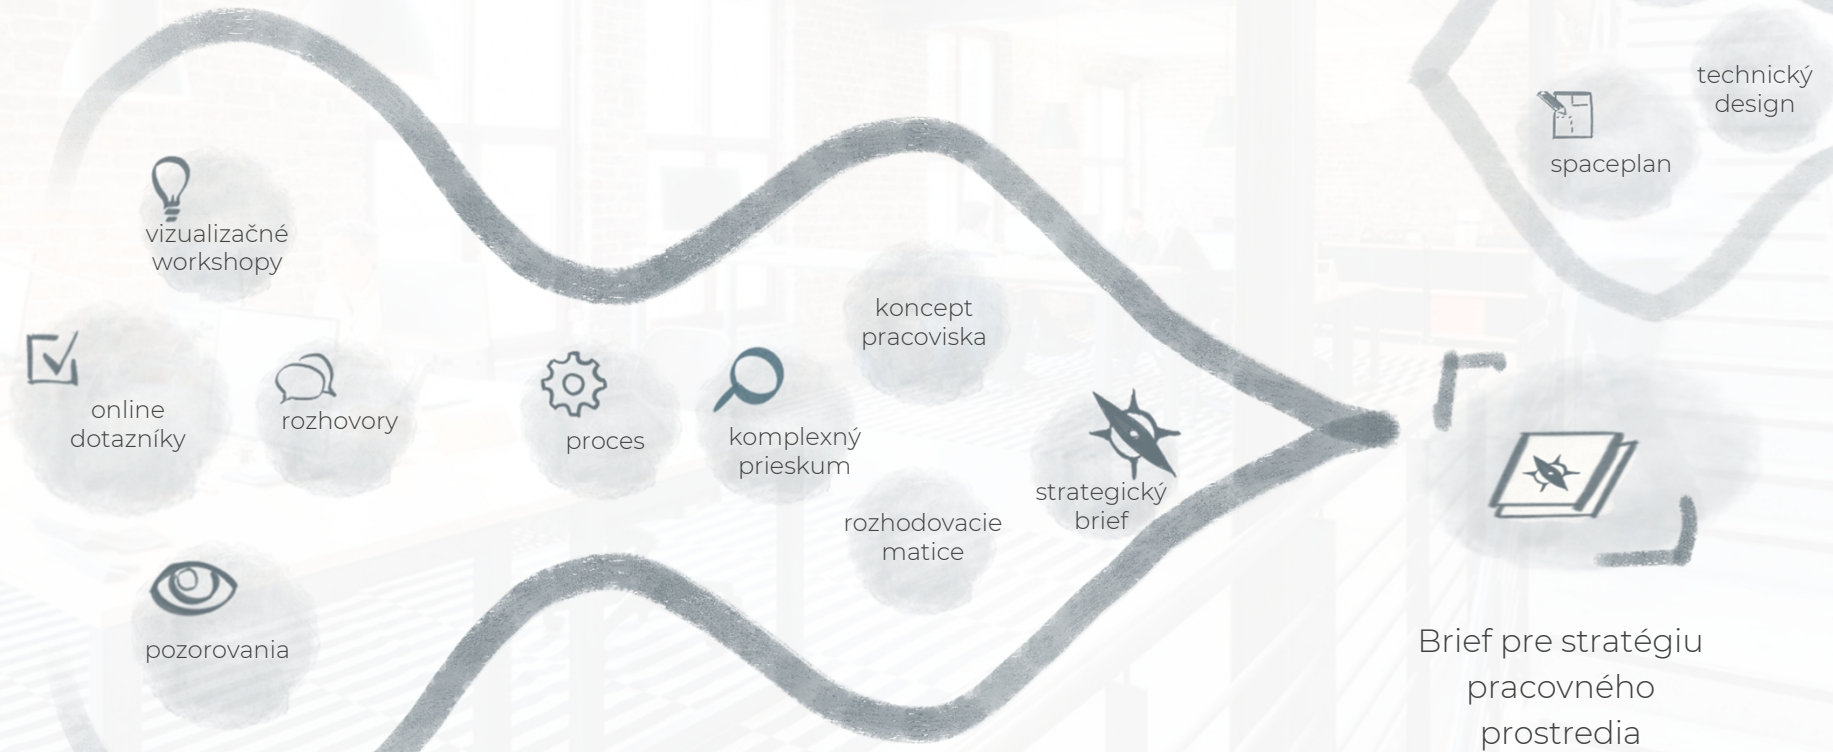 vizualizačné
workshopy
online
dotazníky
rozhovory
pozorovania
proces
komplexný
prieskum
koncept
pracoviska
rozhodovacie
matice
strategický
brief
technický
design
spaceplan
Brief pre stratégiu
pracovného
prostredia